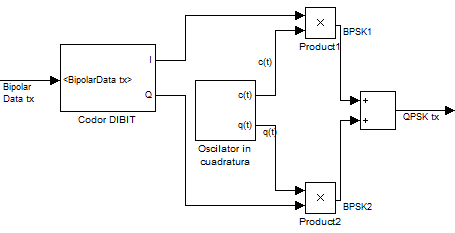 BPSK1
Product1
c(t)
I
Bipolar
Data tx
<BipolarData tx>
Q
Codor DIBIT
c(t)
q(t)
q(t)
Oscilator in
cuadratura
+
+
QPSK tx
×
×
BPSK2
Product2